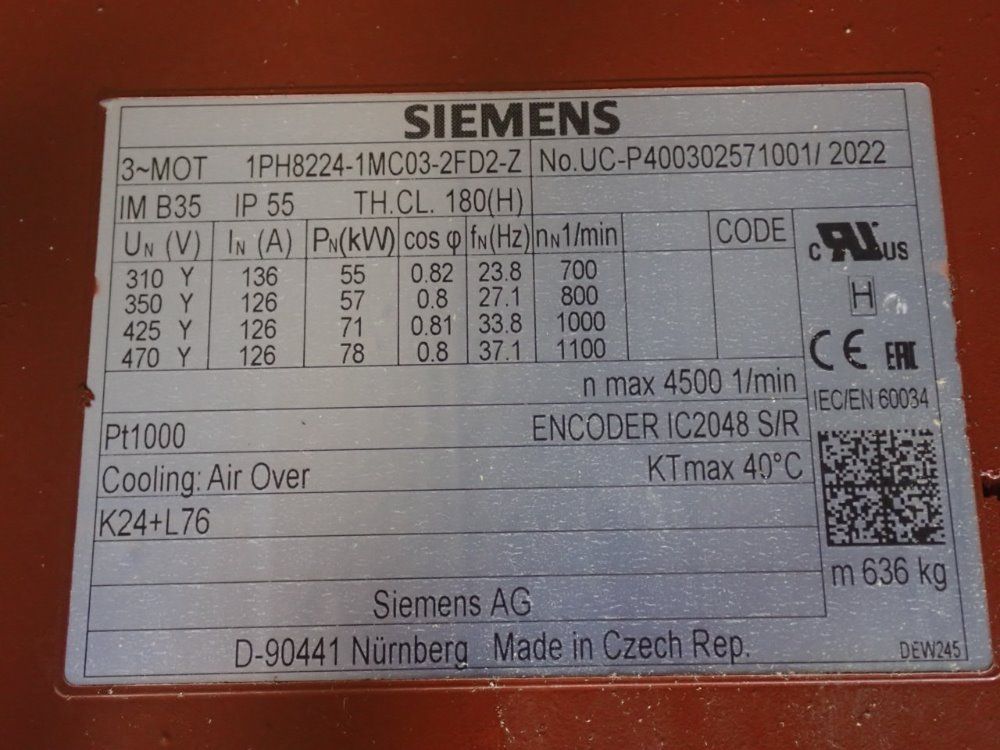 SIEMENS
3~MOT 1PH8224-1MC03-2FD2-Z No.UC-P400302571001/ 2022
IM B35 IP 55 TH.CL. 180(H)
UN (V) IN (A) PN(kW) cos φ fN(Hz) nN1/min CODE
310 Y 136 55 0.82 23.8 700
350 Y 126 57 0.8 27.1 800
425 Y 126 71 0.81 33.8 1000
470 Y 126 78 0.8 37.1 1100
c RU US
H
CE EAC
n max 4500 1/min
IEC/EN 60034
Pt1000 ENCODER IC2048 S/R
Cooling: Air Over KTmax 40°C
K24+L76
m 636 kg
Siemens AG
D-90441 Nürnberg Made in Czech Rep.
DEW245